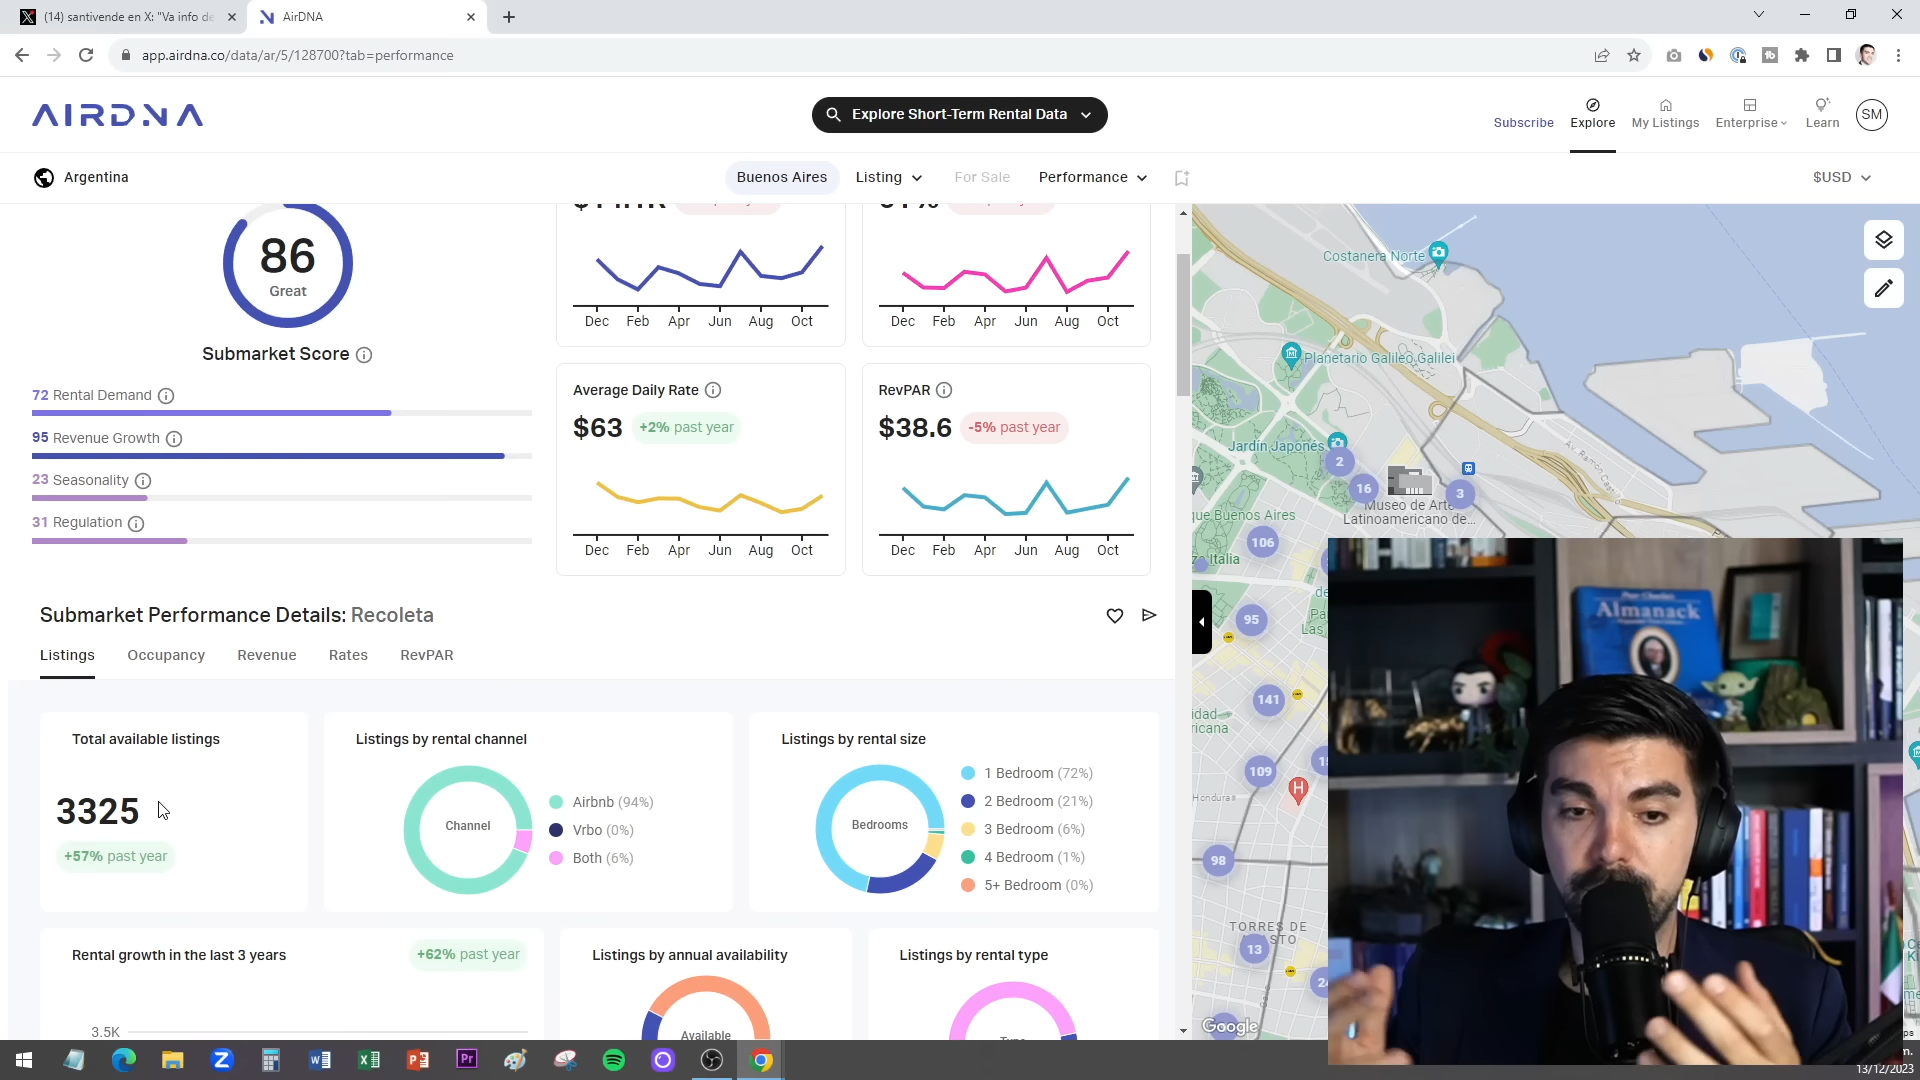 (14) santivende en X: "Va info de
AirDNA
app.airdna.co/data/ar/5/128700?tab=performance
AIRDNA
Explore Short-Term Rental Data
Subscribe
Explore
My Listings
Enterprise
Learn
SM
Argentina
Buenos Aires
Listing
For Sale
Performance
$USD
86
Great
Submarket Score
72 Rental Demand
95 Revenue Growth
23 Seasonality
31 Regulation
Dec Feb Apr Jun Aug Oct
Dec Feb Apr Jun Aug Oct
Average Daily Rate
$63 +2% past year
Dec Feb Apr Jun Aug Oct
RevPAR
$38.6 -5% past year
Dec Feb Apr Jun Aug Oct
Submarket Performance Details: Recoleta
Listings Occupancy Revenue Rates RevPAR
Total available listings
3325
+57% past year
Listings by rental channel
Channel
Airbnb (94%)
Vrbo (0%)
Both (6%)
Listings by rental size
Bedrooms
1 Bedroom (72%)
2 Bedroom (21%)
3 Bedroom (6%)
4 Bedroom (1%)
5+ Bedroom (0%)
Rental growth in the last 3 years
+62% past year
3.5K
Listings by annual availability
Available
Listings by rental type
Costanera Norte
Planetario Galileo Galilei
Jardín Japonés
2
16
3
Museo de Arte
Latinoamericano de...
que Buenos Aires
106
Italia
95
141
109
98
TORRES DE
13
Google
Almanack
13/12/2023